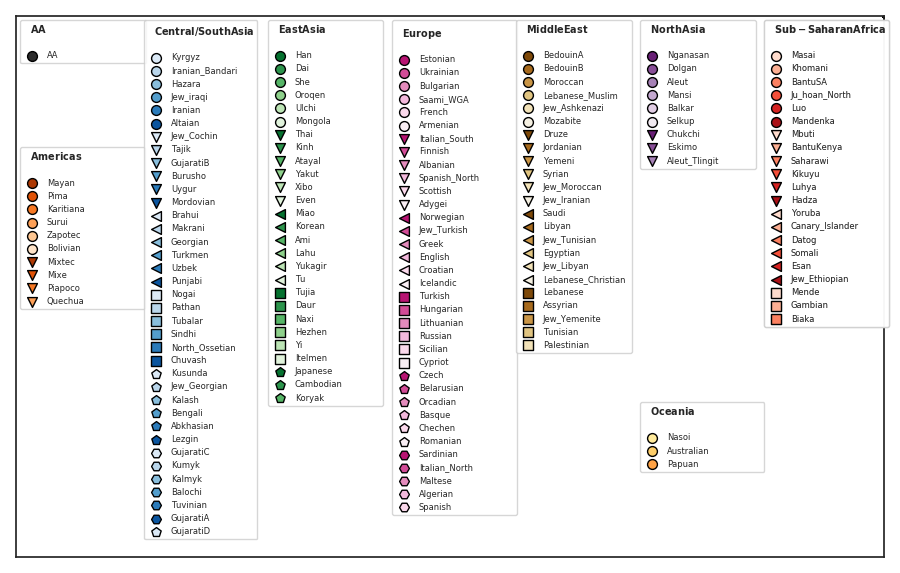 AA
AA
Americas
Mayan
Pima
Karitiana
Surui
Zapotec
Bolivian
Mixtec
Mixe
Piapoco
Quechua
Central/SouthAsia
Kyrgyz
Iranian_Bandari
Hazara
Jew_iraqi
Iranian
Altaian
Jew_Cochin
Tajik
GujaratiB
Burusho
Uygur
Mordovian
Brahui
Makrani
Georgian
Turkmen
Uzbek
Punjabi
Nogai
Pathan
Tubalar
Sindhi
North_Ossetian
Chuvash
Kusunda
Jew_Georgian
Kalash
Bengali
Abkhasian
Lezgin
GujaratiC
Kumyk
Kalmyk
Balochi
Tuvinian
GujaratiA
GujaratiD
EastAsia
Han
Dai
She
Oroqen
Ulchi
Mongola
Thai
Kinh
Atayal
Yakut
Xibo
Even
Miao
Korean
Ami
Lahu
Yukagir
Tu
Tujia
Daur
Naxi
Hezhen
Yi
Itelmen
Japanese
Cambodian
Koryak
Europe
Estonian
Ukrainian
Bulgarian
Saami_WGA
French
Armenian
Italian_South
Finnish
Albanian
Spanish_North
Scottish
Adygei
Norwegian
Jew_Turkish
Greek
English
Croatian
Icelandic
Turkish
Hungarian
Lithuanian
Russian
Sicilian
Cypriot
Czech
Belarusian
Orcadian
Basque
Chechen
Romanian
Sardinian
Italian_North
Maltese
Algerian
Spanish
MiddleEast
BedouinA
BedouinB
Moroccan
Lebanese_Muslim
Jew_Ashkenazi
Mozabite
Druze
Jordanian
Yemeni
Syrian
Jew_Moroccan
Jew_Iranian
Saudi
Libyan
Jew_Tunisian
Egyptian
Jew_Libyan
Lebanese_Christian
Lebanese
Assyrian
Jew_Yemenite
Tunisian
Palestinian
NorthAsia
Nganasan
Dolgan
Aleut
Mansi
Balkar
Selkup
Chukchi
Eskimo
Aleut_Tlingit
Oceania
Nasoi
Australian
Papuan
Sub-SaharanAfrica
Masai
Khomani
BantuSA
Ju_hoan_North
Luo
Mandenka
Mbuti
BantuKenya
Saharawi
Kikuyu
Luhya
Hadza
Yoruba
Canary_Islander
Datog
Somali
Esan
Jew_Ethiopian
Mende
Gambian
Biaka